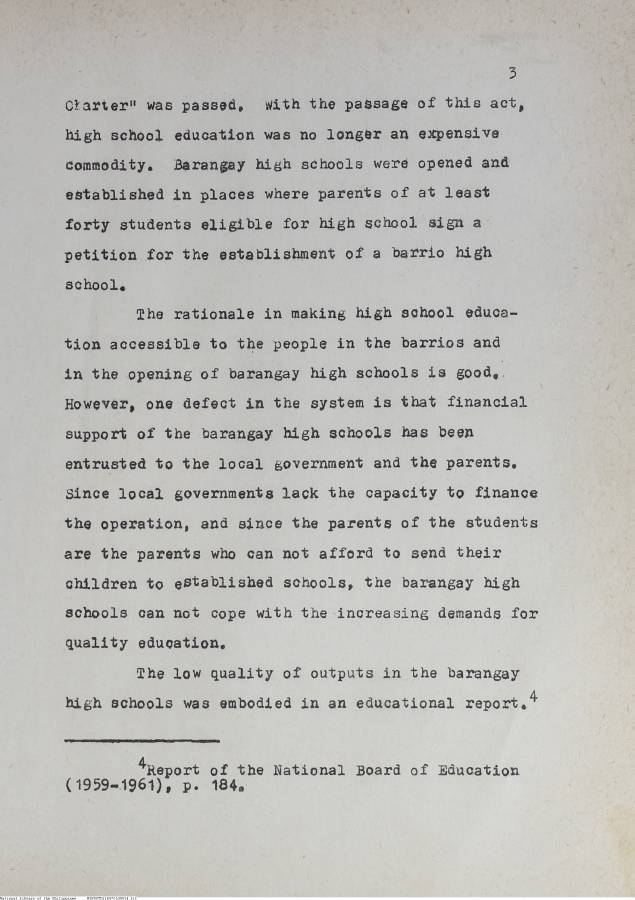 3
Charter" was passed. With the passage of this act,
high school education was no longer an expensive
commodity. Barangay high schools were opened and
established in places where parents of at least
forty students eligible for high school sign a
petition for the establishment of a barrio high
school.
The rationale in making high school educa-
tion accessible to the people in the barrios and
in the opening of barangay high schools is good.
However, one defect in the system is that financial
support of the barangay high schools has been
entrusted to the local government and the parents.
Since local governments lack the capacity to finance
the operation, and since the parents of the students
are the parents who can not afford to send their
children to established schools, the barangay high
schools can not cope with the increasing demands for
quality education.
The low quality of outputs in the barangay
high schools was embodied in an educational report.4
4Report of the National Board of Education
(1959-1961), p. 184.
National Library of the Philippines